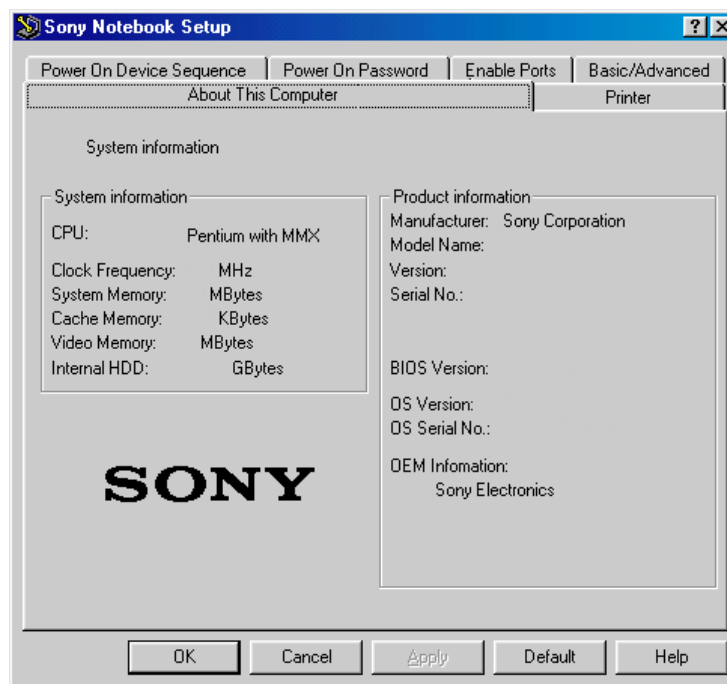 Sony Notebook Setup
Power On Device Sequence Power On Password Enable Ports Basic/Advanced
About This Computer Printer
System information
System information
CPU: Pentium with MMX
Clock Frequency: MHz
System Memory: MBytes
Cache Memory: KBytes
Video Memory: MBytes
Internal HDD: GBytes
SONY
Product information
Manufacturer: Sony Corporation
Model Name:
Version:
Serial No.:
BIOS Version:
OS Version:
OS Serial No.:
OEM Infomation:
Sony Electronics
OK Cancel Apply Default Help